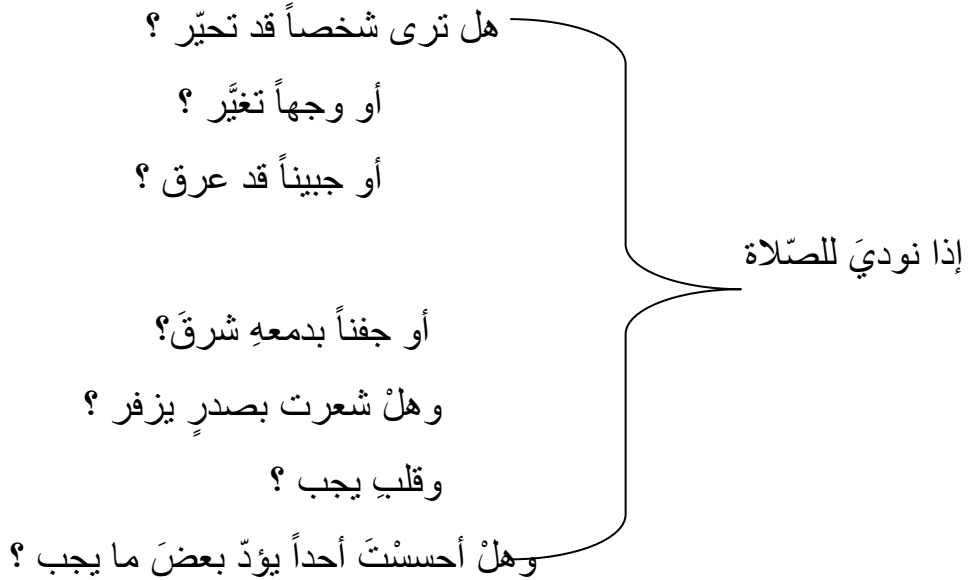 إذا نوديَ للصّلاة
هل ترى شخصاً قد تحيّر ؟
أو وجهاً تغيَّر ؟
أو جبيناً قد عرق ؟
أو جفناً بدمعهِ شرقَ؟
وهلْ شعرت بصدرٍ يزفر ؟
وقلبِ يجب ؟
وهلْ أحسسْتَ أحداً يؤدّ بعضَ ما يجب ؟